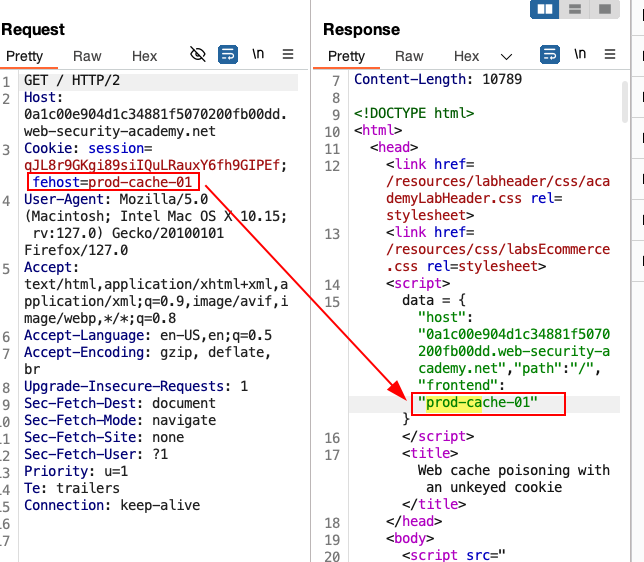 Request
Pretty Raw Hex \n
1 GET / HTTP/2
2 Host:
0a1c00e904d1c34881f5070200fb00dd.
web-security-academy.net
3 Cookie: session=
qJL8r9GKgi89siIQuLRauxY6fh9GIPEf;
fehost=prod-cache-01
4 User-Agent: Mozilla/5.0
(Macintosh; Intel Mac OS X 10.15;
rv:127.0) Gecko/20100101
Firefox/127.0
5 Accept:
text/html,application/xhtml+xml,a
pplication/xml;q=0.9,image/avif,i
mage/webp,*/*;q=0.8
6 Accept-Language: en-US,en;q=0.5
7 Accept-Encoding: gzip, deflate,
br
8 Upgrade-Insecure-Requests: 1
9 Sec-Fetch-Dest: document
10 Sec-Fetch-Mode: navigate
11 Sec-Fetch-Site: none
12 Sec-Fetch-User: ?1
13 Priority: u=1
14 Te: trailers
15 Connection: keep-alive
16
17
Response
Pretty Raw Hex \n
7 Content-Length: 10789
8
9 <!DOCTYPE html>
10 <html>
11 <head>
12 <link href=
/resources/labheader/css/aca
demyLabHeader.css rel=
stylesheet>
13 <link href=
/resources/css/labsEcommerce
.css rel=stylesheet>
14 <script>
15 data = {
"host":
"0a1c00e904d1c34881f5070
200fb00dd.web-security-a
cademy.net","path":"/",
"frontend":
"prod-cache-01"
}
16 </script>
17 <title>
Web cache poisoning with
an unkeyed cookie
</title>
18 </head>
19 <body>
20 <script src="